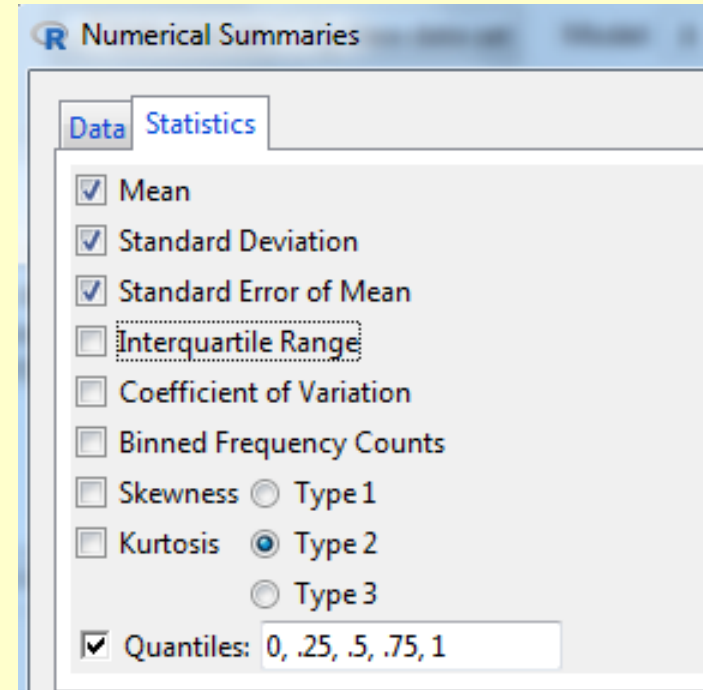 R Numerical Summaries
Data Statistics
Mean
Standard Deviation
Standard Error of Mean
Interquartile Range
Coefficient of Variation
Binned Frequency Counts
Skewness Type 1
Kurtosis Type 2
Type 3
Quantiles: 0, .25, .5, .75, 1